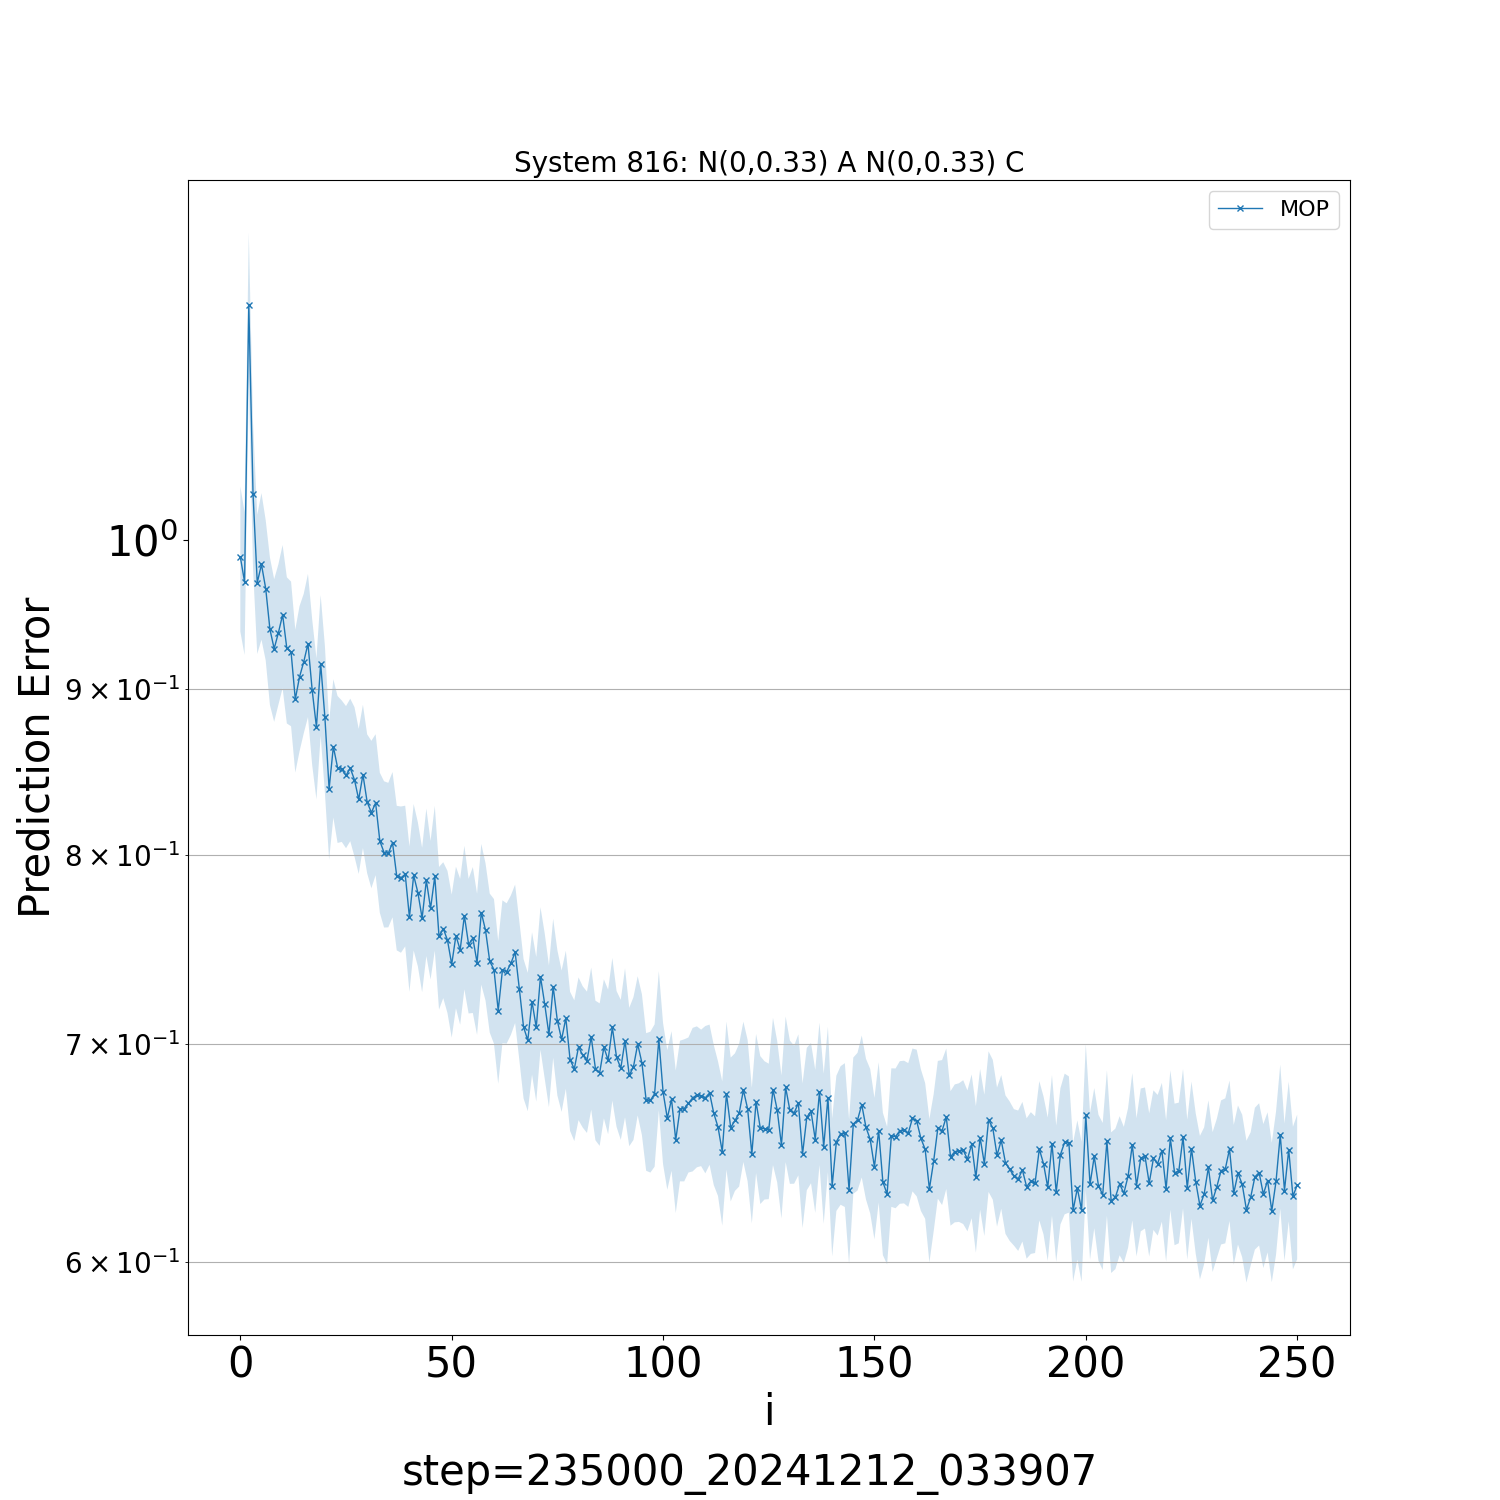 System 816: N(0,0.33) A N(0,0.33) C
MOP
Prediction Error
10⁰
9 × 10⁻¹
8 × 10⁻¹
7 × 10⁻¹
6 × 10⁻¹
0 50 100 150 200 250
i
step=235000_20241212_033907